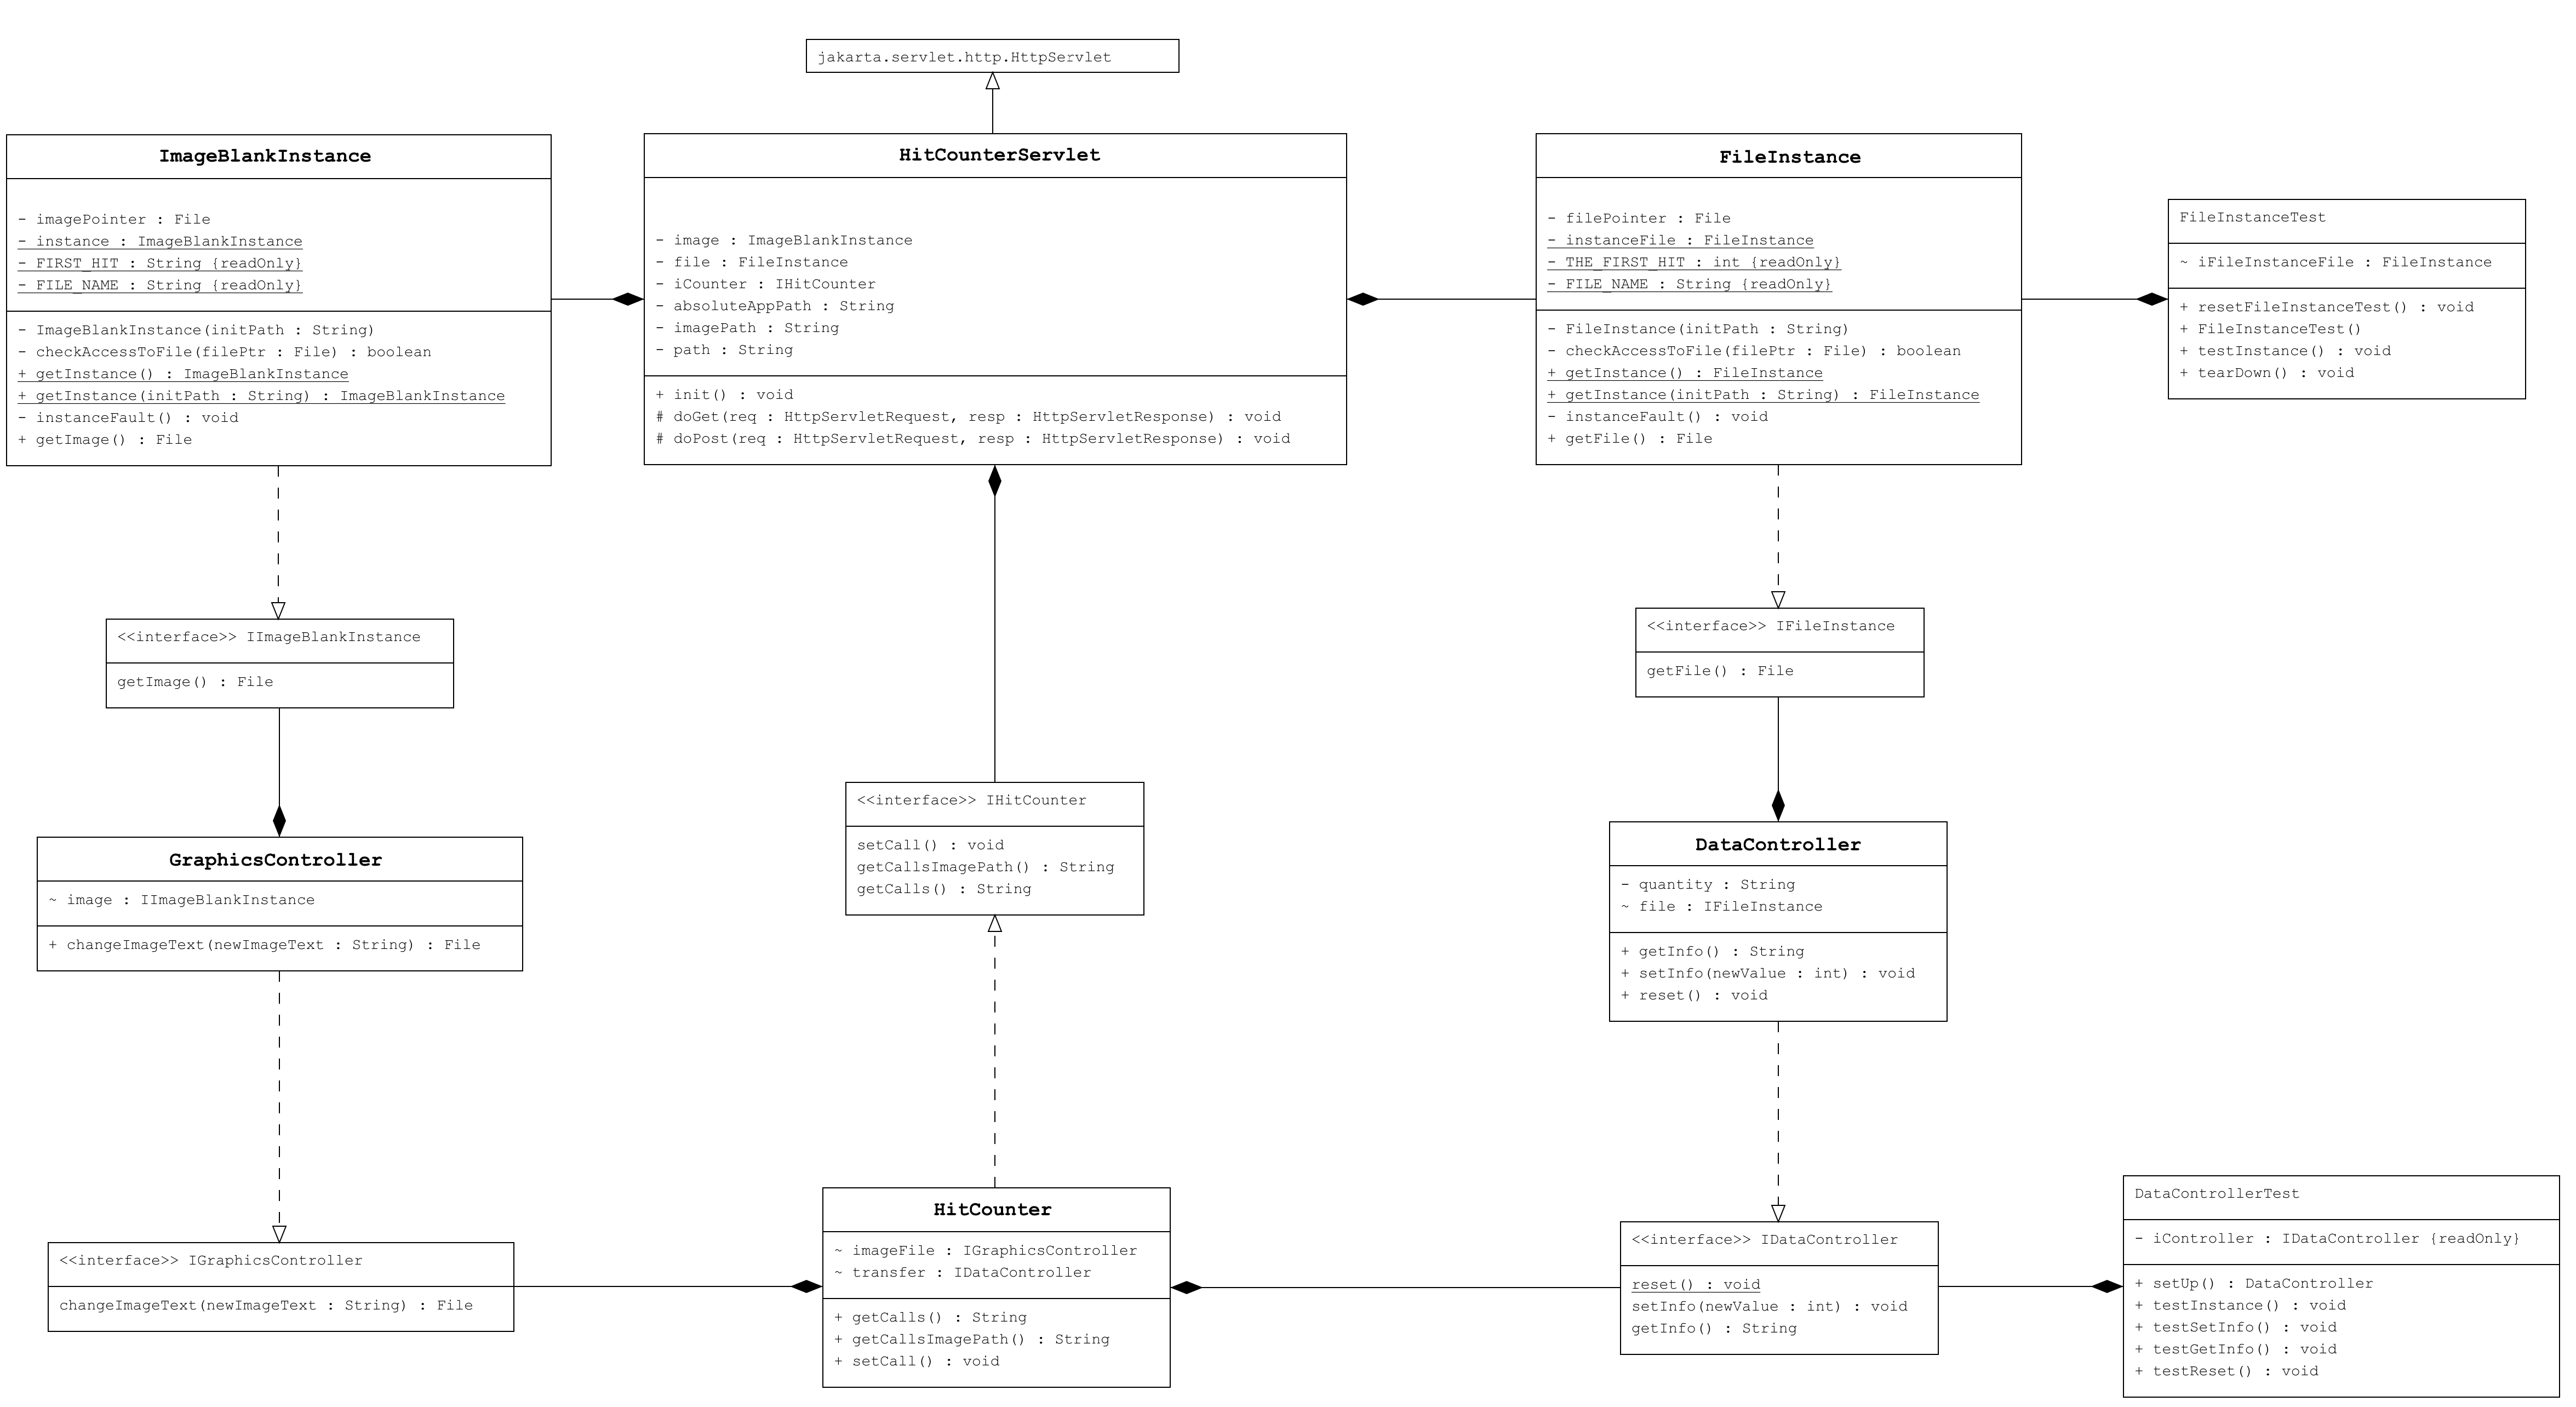 jakarta.servlet.http.HttpServlet
ImageBlankInstance
- imagePointer : File
- instance : ImageBlankInstance
- FIRST_HIT : String {readOnly}
- FILE_NAME : String {readOnly}
- ImageBlankInstance(initPath : String)
- checkAccessToFile(filePtr : File) : boolean
+ getInstance() : ImageBlankInstance
+ getInstance(initPath : String) : ImageBlankInstance
- instanceFault() : void
+ getImage() : File
HitCounterServlet
- image : ImageBlankInstance
- file : FileInstance
- iCounter : IHitCounter
- absoluteAppPath : String
- imagePath : String
- path : String
+ init() : void
# doGet(req : HttpServletRequest, resp : HttpServletResponse) : void
# doPost(req : HttpServletRequest, resp : HttpServletResponse) : void
FileInstance
- filePointer : File
- instanceFile : FileInstance
- THE_FIRST_HIT : int {readOnly}
- FILE_NAME : String {readOnly}
- FileInstance(initPath : String)
- checkAccessToFile(filePtr : File) : boolean
+ getInstance() : FileInstance
+ getInstance(initPath : String) : FileInstance
- instanceFault() : void
+ getFile() : File
FileInstanceTest
~ iFileInstanceFile : FileInstance
+ resetFileInstanceTest() : void
+ FileInstanceTest()
+ testInstance() : void
+ tearDown() : void
<<interface>> IImageBlankInstance
getImage() : File
<<interface>> IFileInstance
getFile() : File
GraphicsController
~ image : IImageBlankInstance
+ changeImageText(newImageText : String) : File
<<interface>> IHitCounter
setCall() : void
getCallsImagePath() : String
getCalls() : String
DataController
- quantity : String
~ file : IFileInstance
+ getInfo() : String
+ setInfo(newValue : int) : void
+ reset() : void
<<interface>> IGraphicsController
changeImageText(newImageText : String) : File
HitCounter
~ imageFile : IGraphicsController
~ transfer : IDataController
+ getCalls() : String
+ getCallsImagePath() : String
+ setCall() : void
<<interface>> IDataController
reset() : void
setInfo(newValue : int) : void
getInfo() : String
DataControllerTest
- iController : IDataController {readOnly}
+ setUp() : DataController
+ testInstance() : void
+ testSetInfo() : void
+ testGetInfo() : void
+ testReset() : void